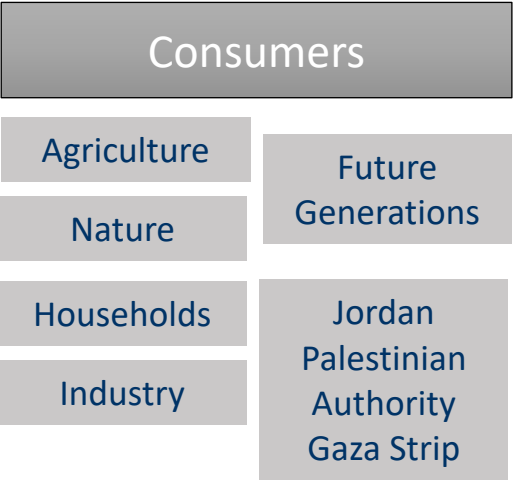 Consumers
Agriculture
Nature
Households
Industry
Future
Generations
Jordan
Palestinian
Authority
Gaza Strip